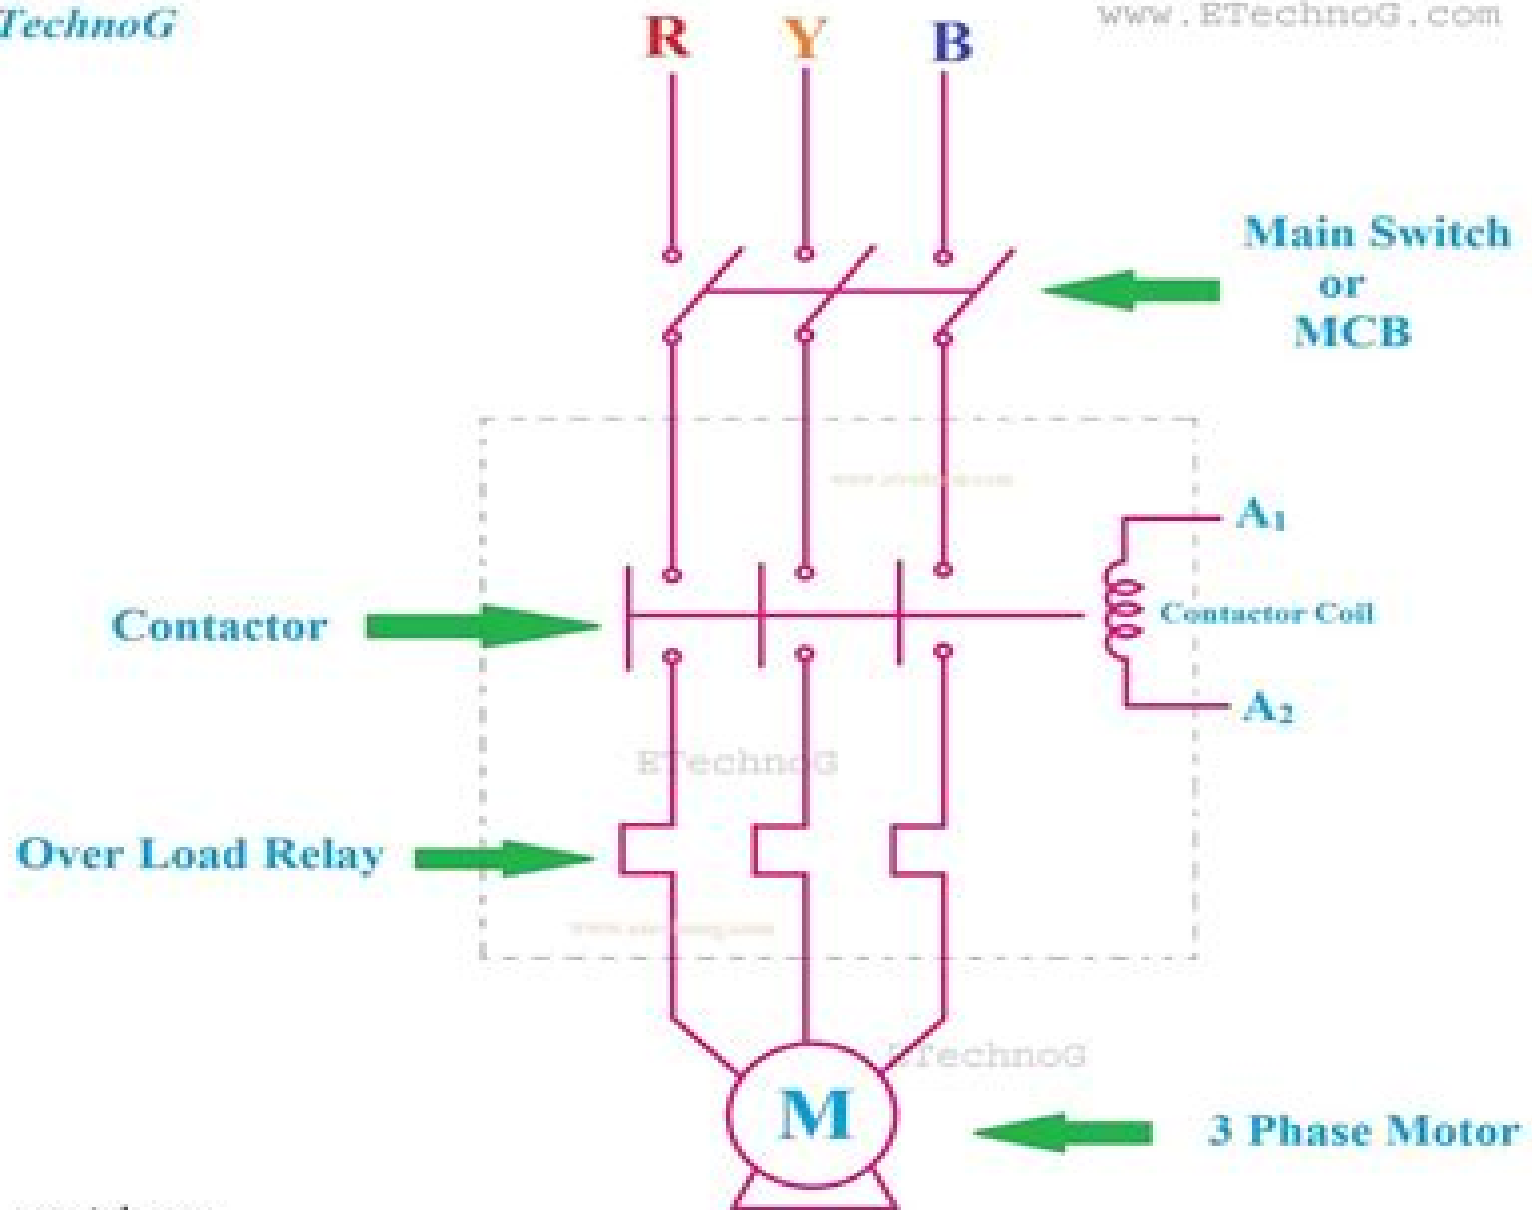 TechnoG
www.ETechnoG.com
R Y B
Main Switch
or
MCB
A1
Contactor
Contactor Coil
A2
ETechnoG
Over Load Relay
ETechnoG
M
3 Phase Motor